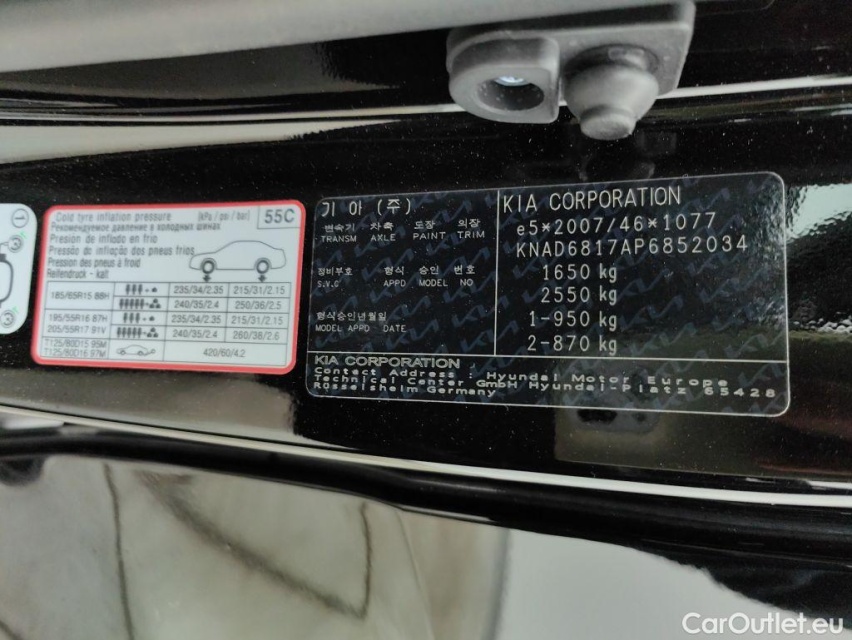 Cold tyre inflation pressure (kPa / psi / bar) 55C
Рекомендуемое давление в холодных шинах
Presion de inflado en frio
Pressão de inflação dos pneus frios
Pression des pneus à froid
Reifendruck - kalt
185/65R15 88H 235/34/2.35 215/31/2.15
240/35/2.4 250/36/2.5
195/55R16 87H 235/34/2.35 215/31/2.15
205/55R17 91V 240/35/2.4 260/38/2.6
T125/80D15 95M 420/60/4.2
T125/80D16 97M
기아 (주)
변속기 차축 도장 의장
TRANSM AXLE PAINT TRIM
정비부호 형식 승인 번호
S.V.C APPD MODEL NO
형식승인년월일
MODEL APPD DATE
KIA CORPORATION
e5*2007/46*1077
KNAD6817AP6852034
1650 kg
2550 kg
1-950 kg
2-870 kg
KIA CORPORATION
Contact Address : Hyundai Motor Europe
Technical Center GmbH Hyundai-Platz 65428
Rüsselsheim Germany
CarOutlet.eu